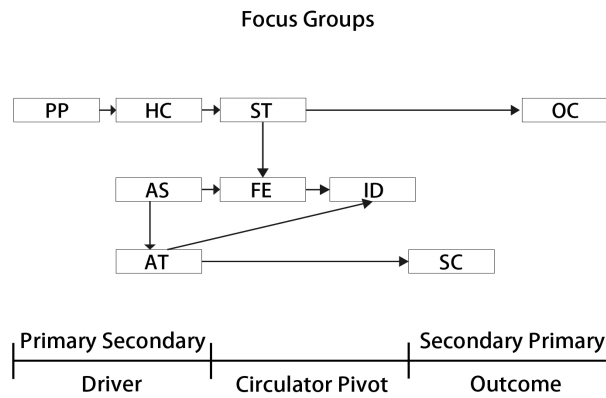 Focus Groups
PP HC ST OC
AS FE ID
AT SC
Primary Secondary Secondary Primary
Driver Circulator Pivot Outcome